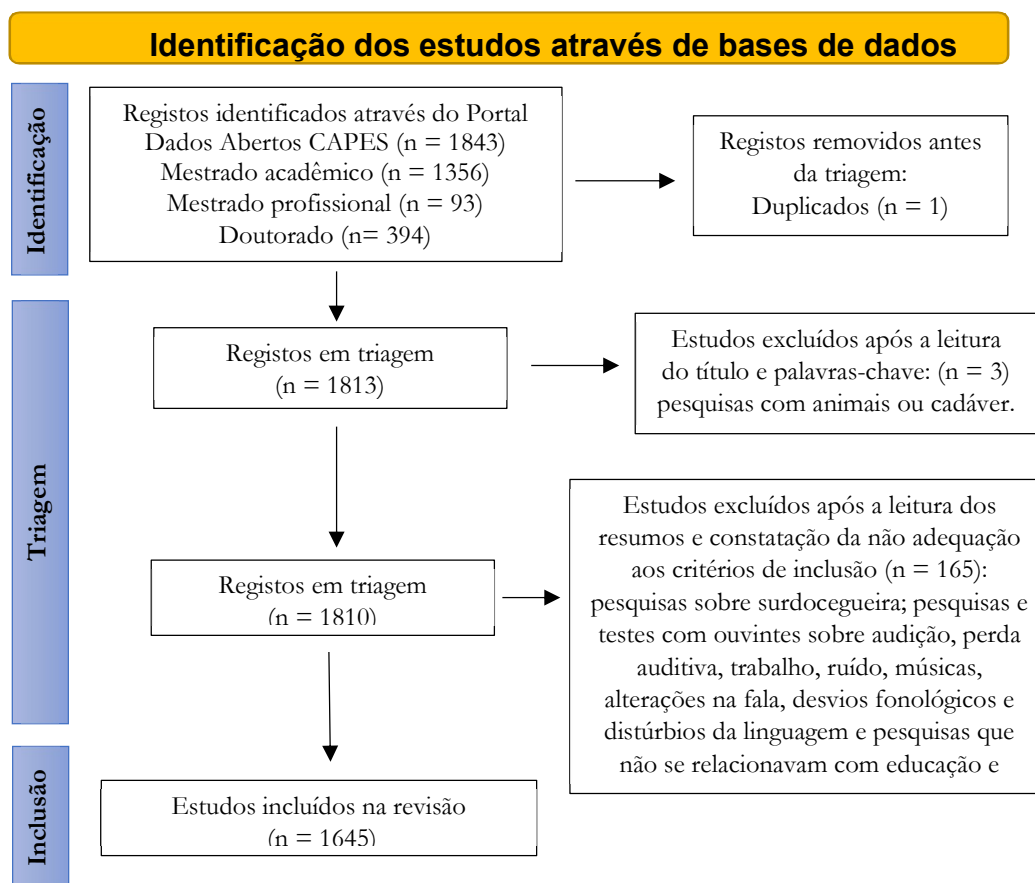 Identificação dos estudos através de bases de dados
Identificação
Registos identificados através do Portal
Dados Abertos CAPES (n = 1843)
Mestrado acadêmico (n = 1356)
Mestrado profissional (n = 93)
Doutorado (n= 394)
Registos removidos antes
da triagem:
Duplicados (n = 1)
Triagem
Registos em triagem
(n = 1813)
Estudos excluídos após a leitura
do título e palavras-chave: (n = 3)
pesquisas com animais ou cadáver.
Registos em triagem
(n = 1810)
Estudos excluídos após a leitura dos
resumos e constatação da não adequação
aos critérios de inclusão (n = 165):
pesquisas sobre surdocegueira; pesquisas e
testes com ouvintes sobre audição, perda
auditiva, trabalho, ruído, músicas,
alterações na fala, desvios fonológicos e
distúrbios da linguagem e pesquisas que
não se relacionavam com educação e
Inclusão
Estudos incluídos na revisão
(n = 1645)